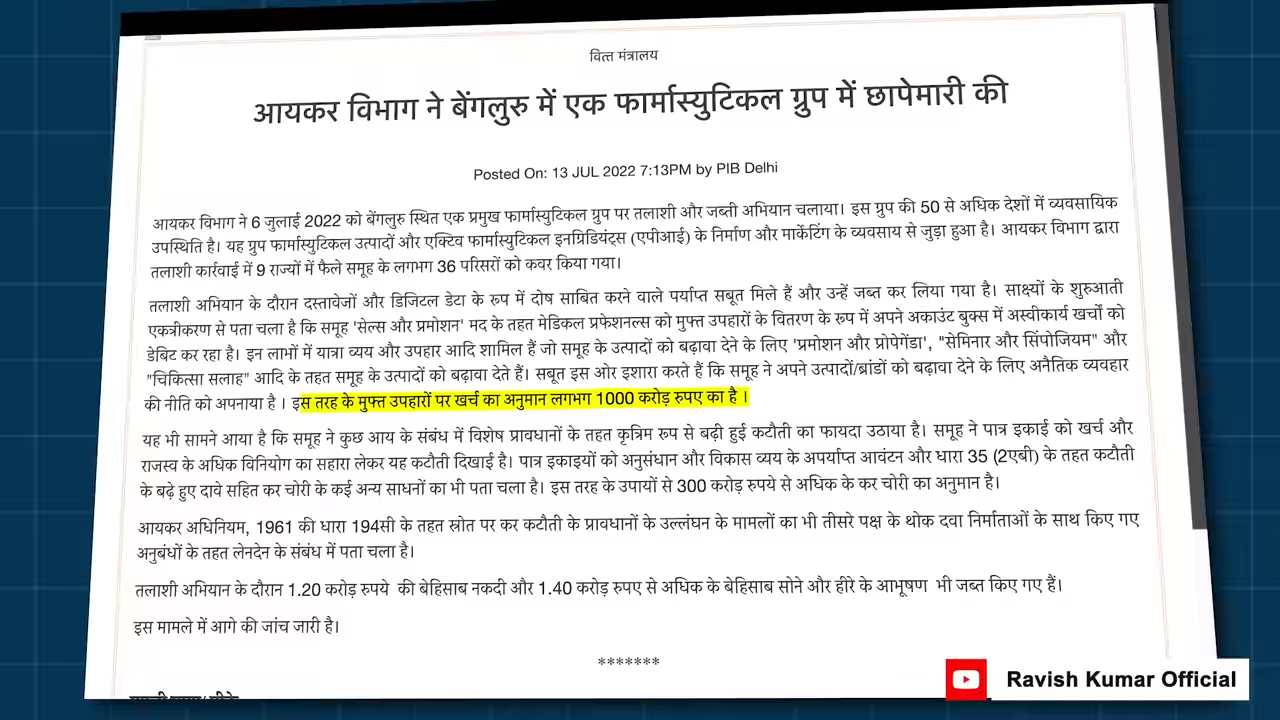 वित्त मंत्रालय
आयकर विभाग ने बेंगलुरु में एक फार्मास्युटिकल ग्रुप में छापेमारी की
Posted On: 13 JUL 2022 7:13PM by PIB Delhi
आयकर विभाग ने 6 जुलाई 2022 को बेंगलुरु स्थित एक प्रमुख फार्मास्युटिकल ग्रुप पर तलाशी और जब्ती अभियान चलाया। इस ग्रुप की 50 से अधिक देशों में व्यवसायिक
उपस्थिति है। यह ग्रुप फार्मास्युटिकल उत्पादों और एक्टिव फार्मास्युटिकल इनग्रिडियंट्स (एपीआई) के निर्माण और मार्केटिंग के व्यवसाय से जुड़ा हुआ है। आयकर विभाग द्वारा
तलाशी कार्रवाई में 9 राज्यों में फैले समूह के लगभग 36 परिसरों को कवर किया गया।
तलाशी अभियान के दौरान दस्तावेजों और डिजिटल डेटा के रूप में दोष साबित करने वाले पर्याप्त सबूत मिले हैं और उन्हें जब्त कर लिया गया है। साक्ष्यों के शुरुआती
एकत्रीकरण से पता चला है कि समूह 'सेल्स और प्रमोशन' मद के तहत मेडिकल प्रफेशनल्स को मुफ्त उपहारों के वितरण के रूप में अपने अकाउंट बुक्स में अस्वीकार्य खर्चों को
डेबिट कर रहा है। इन लाभों में यात्रा व्यय और उपहार आदि शामिल हैं जो समूह के उत्पादों को बढ़ावा देने के लिए 'प्रमोशन और प्रोपेगेंडा', "सेमिनार और सिंपोजियम" और
"चिकित्सा सलाह" आदि के तहत समूह के उत्पादों को बढ़ावा देते हैं। सबूत इस ओर इशारा करते हैं कि समूह ने अपने उत्पादों/ब्रांडों को बढ़ावा देने के लिए अनैतिक व्यवहार
की नीति को अपनाया है । इस तरह के मुफ्त उपहारों पर खर्च का अनुमान लगभग 1000 करोड़ रुपए का है ।
यह भी सामने आया है कि समूह ने कुछ आय के संबंध में विशेष प्रावधानों के तहत कृत्रिम रूप से बढ़ी हुई कटौती का फायदा उठाया है। समूह ने पात्र इकाई को खर्च और
राजस्व के अधिक विनियोग का सहारा लेकर यह कटौती दिखाई है। पात्र इकाइयों को अनुसंधान और विकास व्यय के अपर्याप्त आवंटन और धारा 35 (2एबी) के तहत कटौती
के बढ़े हुए दावे सहित कर चोरी के कई अन्य साधनों का भी पता चला है। इस तरह के उपायों से 300 करोड़ रुपये से अधिक के कर चोरी का अनुमान है।
आयकर अधिनियम, 1961 की धारा 194सी के तहत स्रोत पर कर कटौती के प्रावधानों के उल्लंघन के मामलों का भी तीसरे पक्ष के थोक दवा निर्माताओं के साथ किए गए
अनुबंधों के तहत लेनदेन के संबंध में पता चला है।
तलाशी अभियान के दौरान 1.20 करोड़ रुपये की बेहिसाब नकदी और 1.40 करोड़ रुपए से अधिक के बेहिसाब सोने और हीरे के आभूषण भी जब्त किए गए हैं।
इस मामले में आगे की जांच जारी है।
*******
Ravish Kumar Official